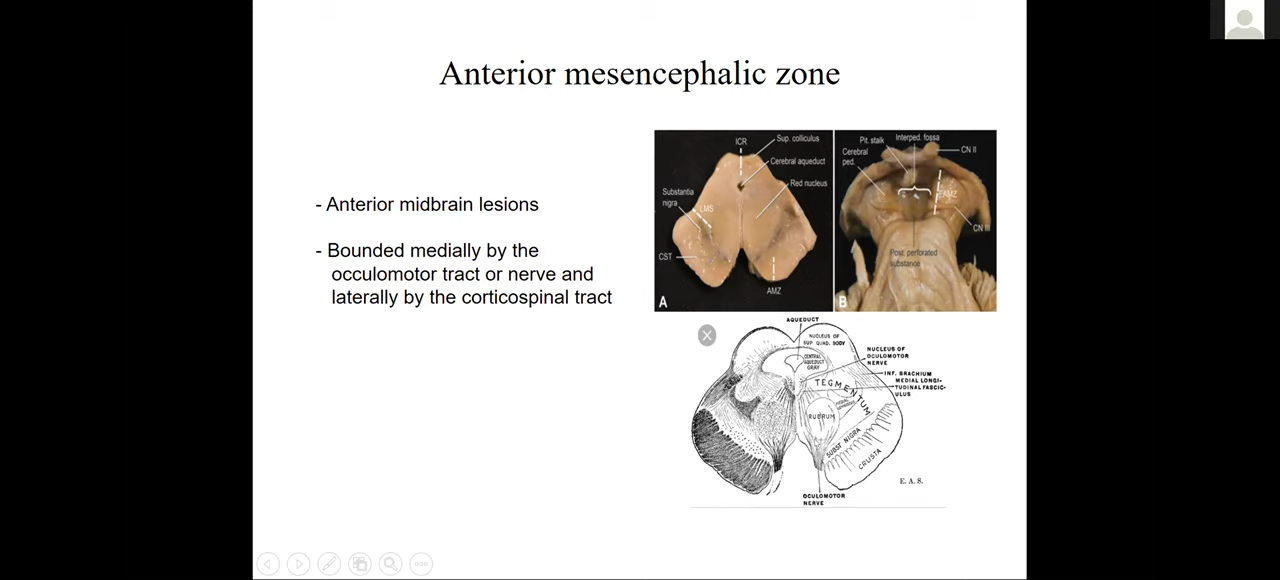 Anterior mesencephalic zone
- Anterior midbrain lesions
- Bounded medially by the
occulomotor tract or nerve and
laterally by the corticospinal tract
ICR
Sup. colliculus
Cerebral aqueduct
Red nucleus
Substantia
nigra
LMS
CST
AMZ
A
Pit. stalk
Interped. fossa
CN II
Cerebral
ped.
AMZ
CN III
Post. perforated
substance
B
AQUEDUCT
NUCLEUS OF
SUP. QUAD. BODY
CENTRAL
AQUEDUCT
GRAY
NUCLEUS OF
OCULOMOTOR
NERVE
INF. BRACHIUM
MEDIAL LONGI-
TUDINAL FASCIC-
ULUS
TEGMENTUM
RUBRUM
SUBST NIGRA
CRUSTA
E. A. S.
OCULOMOTOR
NERVE